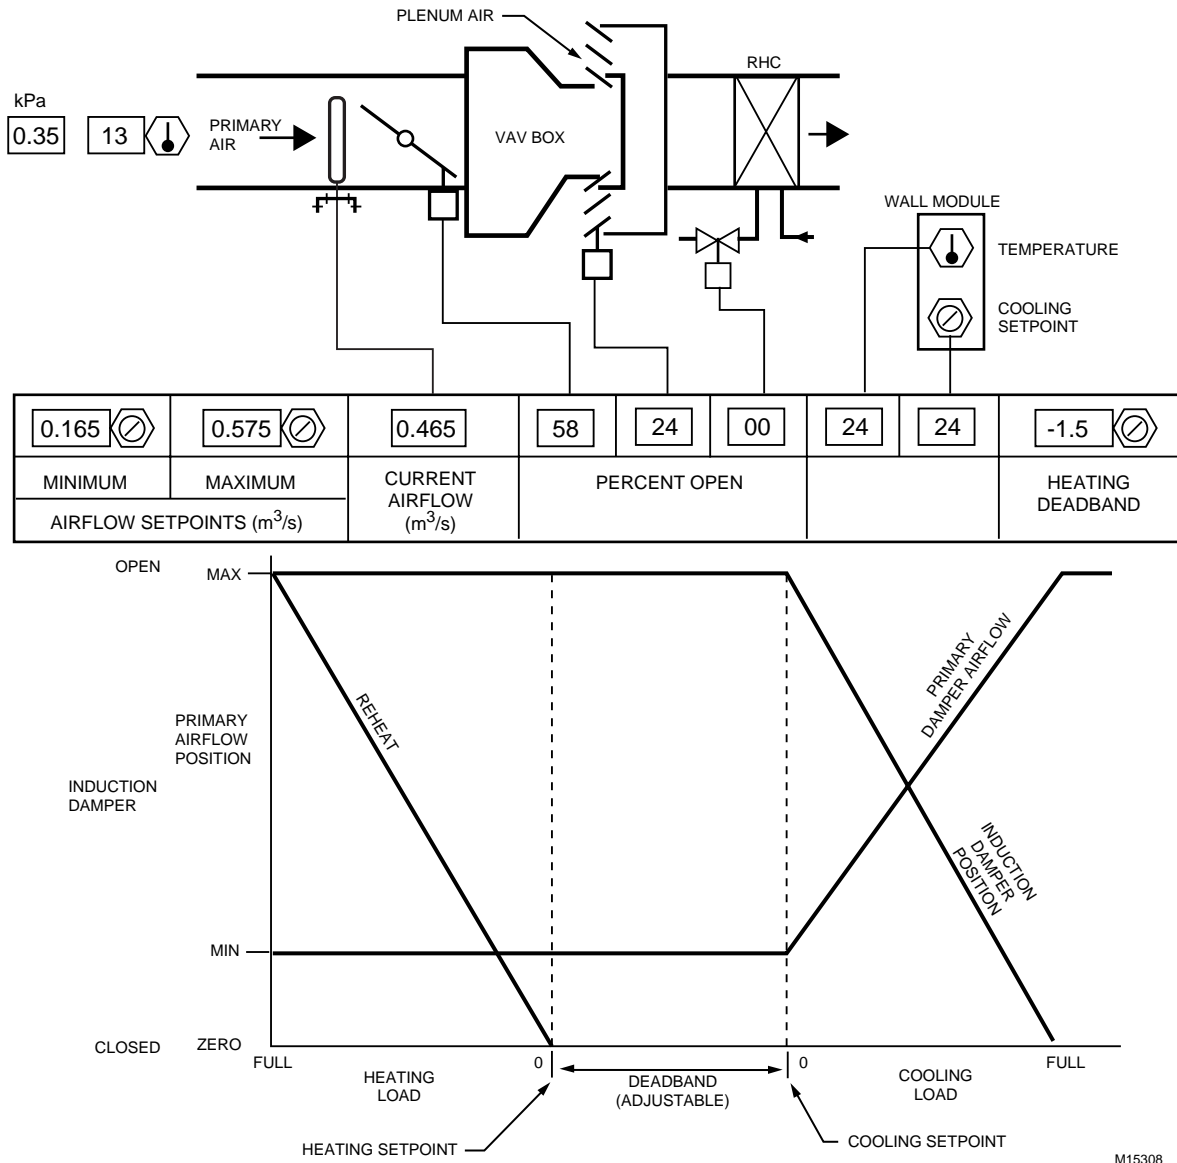 PLENUM AIR
RHC
kPa
0.35
13
PRIMARY
AIR
VAV BOX
WALL MODULE
TEMPERATURE
COOLING
SETPOINT
0.165
0.575
0.465
58
24
00
24
24
-1.5
MINIMUM
MAXIMUM
AIRFLOW SETPOINTS (m³/s)
CURRENT
AIRFLOW
(m³/s)
PERCENT OPEN
HEATING
DEADBAND
OPEN
MAX
PRIMARY
AIRFLOW
POSITION
INDUCTION
DAMPER
REHEAT
PRIMARY
DAMPER AIRFLOW
INDUCTION
DAMPER
POSITION
MIN
CLOSED
ZERO
FULL
HEATING
LOAD
0
DEADBAND
(ADJUSTABLE)
0
COOLING
LOAD
FULL
HEATING SETPOINT
COOLING SETPOINT
M15308